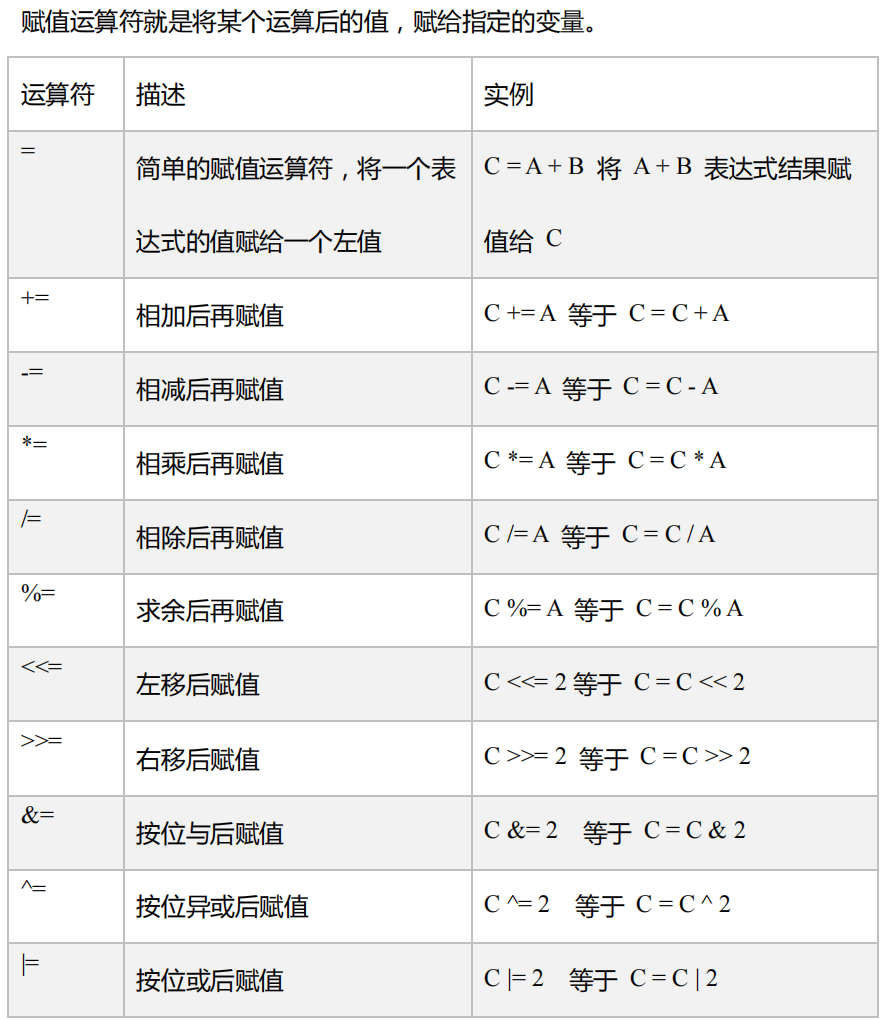 赋值运算符就是将某个运算后的值，赋给指定的变量。
运算符 描述 实例
= 简单的赋值运算符，将一个表 C = A + B 将 A + B 表达式结果赋
达式的值赋给一个左值 值给 C
+= 相加后再赋值 C += A 等于 C = C + A
-= 相减后再赋值 C -= A 等于 C = C - A
*= 相乘后再赋值 C *= A 等于 C = C * A
/= 相除后再赋值 C /= A 等于 C = C / A
%= 求余后再赋值 C %= A 等于 C = C % A
<<= 左移后赋值 C <<= 2 等于 C = C << 2
>>= 右移后赋值 C >>= 2 等于 C = C >> 2
&= 按位与后赋值 C &= 2 等于 C = C & 2
^= 按位异或后赋值 C ^= 2 等于 C = C ^ 2
|= 按位或后赋值 C |= 2 等于 C = C | 2